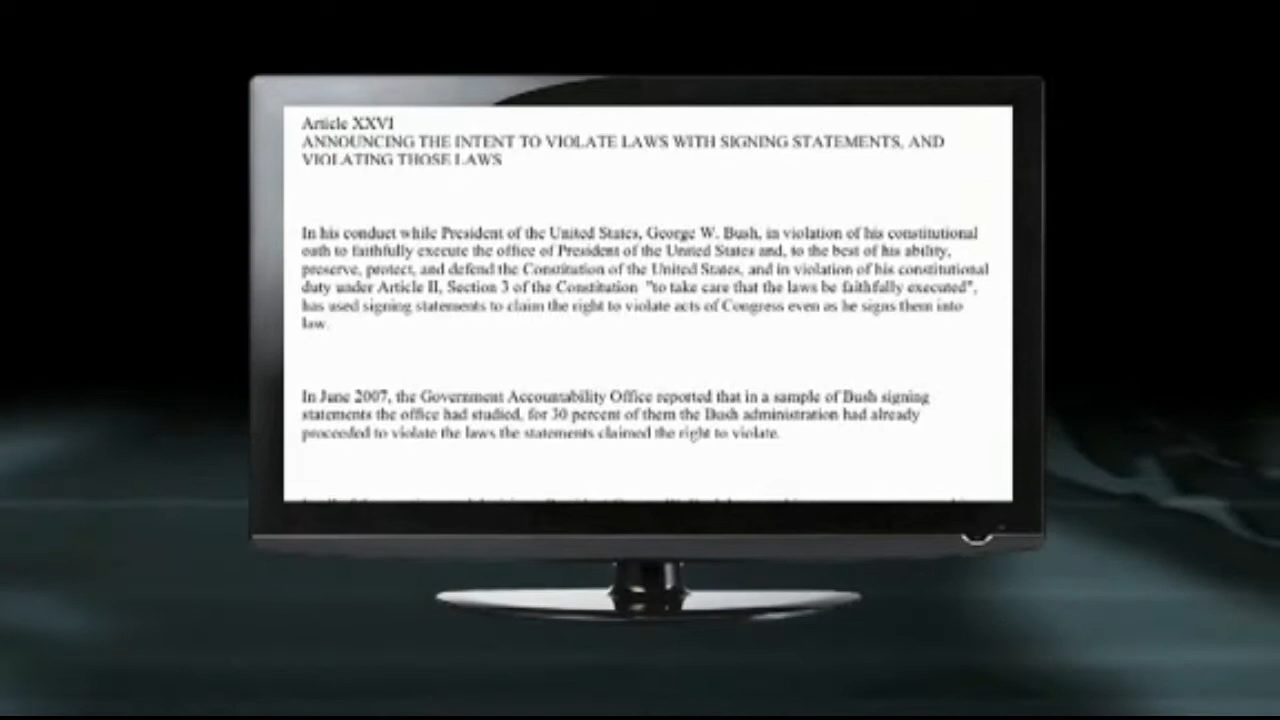 Article XXVI
ANNOUNCING THE INTENT TO VIOLATE LAWS WITH SIGNING STATEMENTS, AND
VIOLATING THOSE LAWS
In his conduct while President of the United States, George W. Bush, in violation of his constitutional
oath to faithfully execute the office of President of the United States and, to the best of his ability,
preserve, protect, and defend the Constitution of the United States, and in violation of his constitutional
duty under Article II, Section 3 of the Constitution "to take care that the laws be faithfully executed",
has used signing statements to claim the right to violate acts of Congress even as he signs them into
law.
In June 2007, the Government Accountability Office reported that in a sample of Bush signing
statements the office had studied, for 30 percent of them the Bush administration had already
proceeded to violate the laws the statements claimed the right to violate.